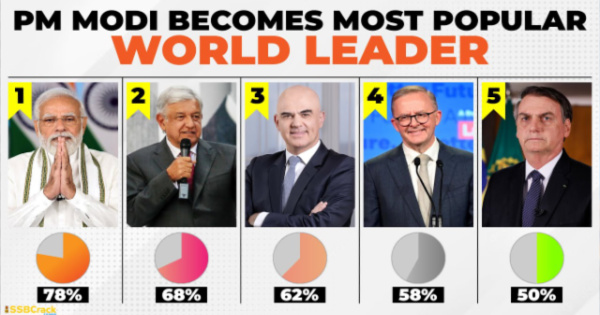 PM MODI BECOMES MOST POPULAR
WORLD LEADER
1 2 3 4 5
78% 68% 62% 58% 50%
SSBCrack